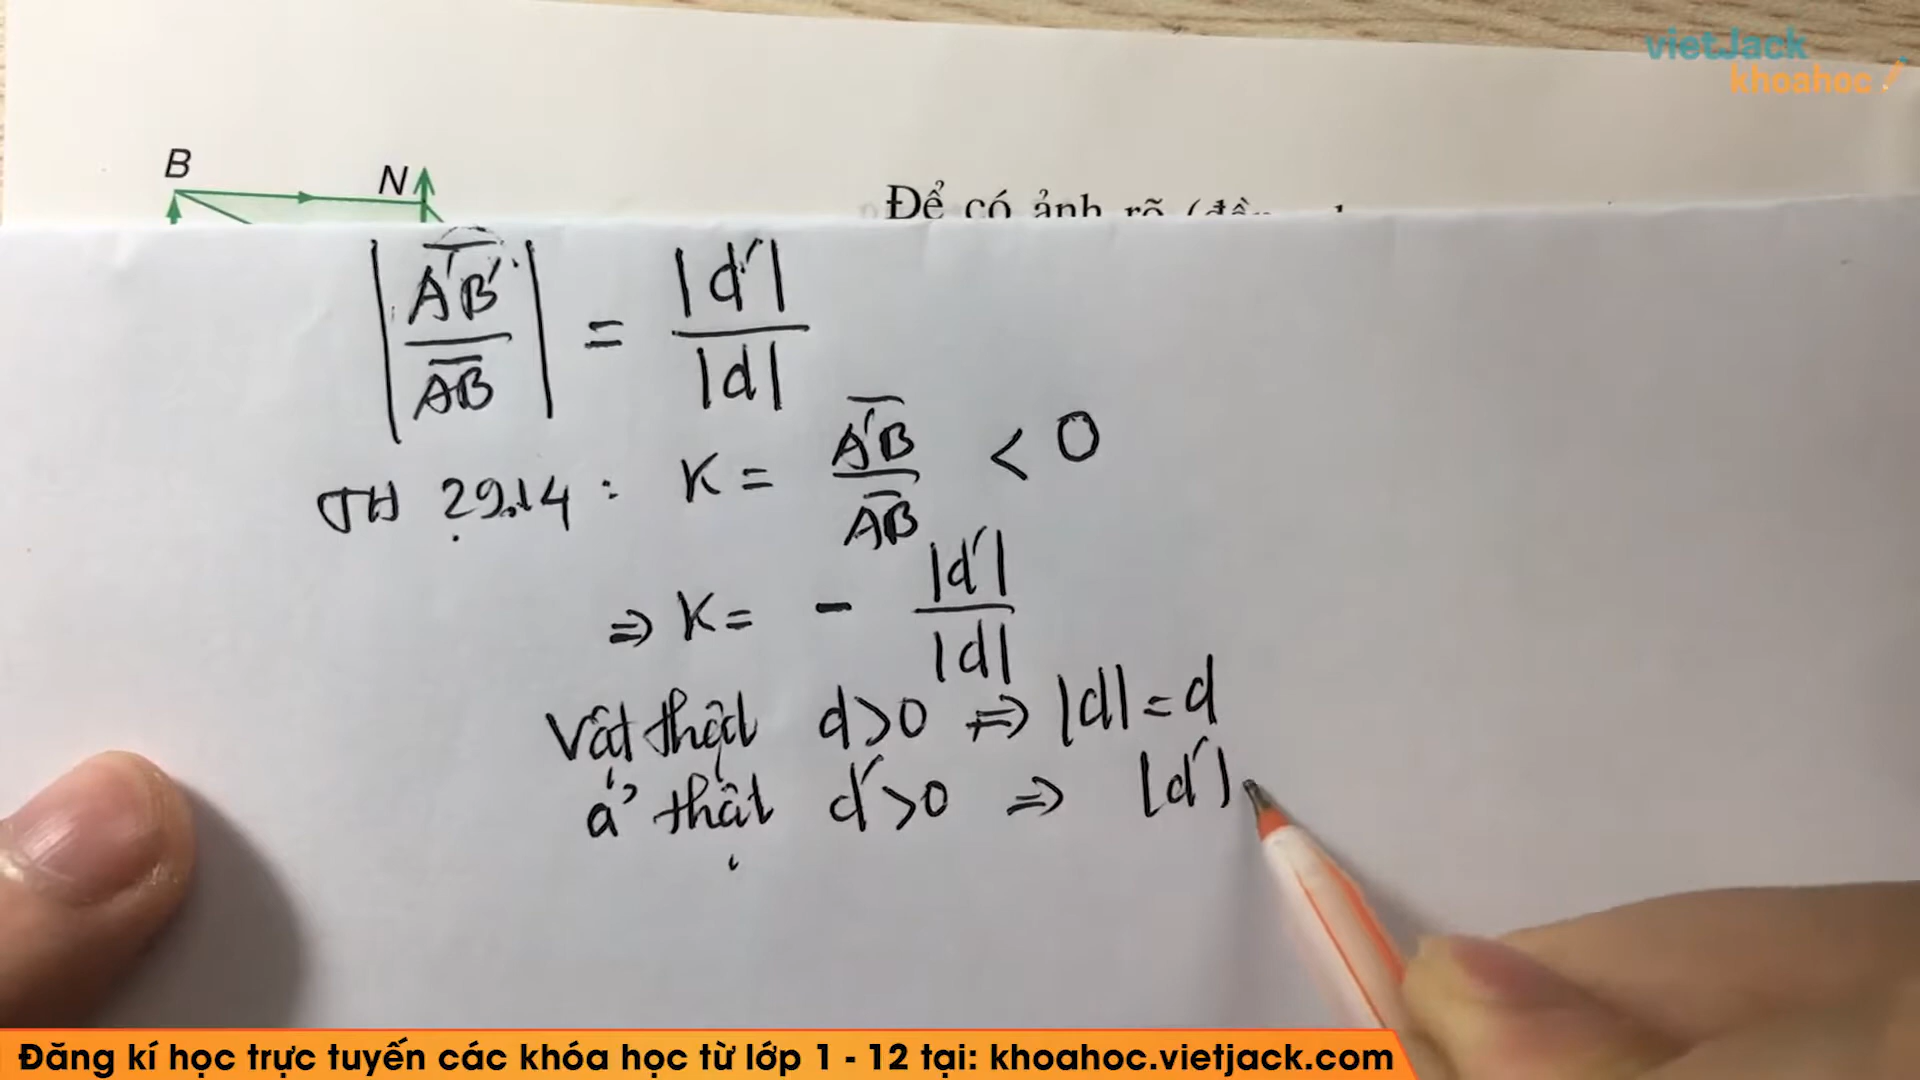 vietJack
khoahoc
B
N
Để có ảnh rõ
|A'B'/AB| = |d'|/|d|
TH 29.14: K = A'B/AB < 0
⇒ K = - |d'|/|d|
Vật thật d>0 ⇒ |d| = d
ả' thật d'>0 ⇒ |d'|
Đăng kí học trực tuyến các khóa học từ lớp 1 - 12 tại: khoahoc.vietjack.com